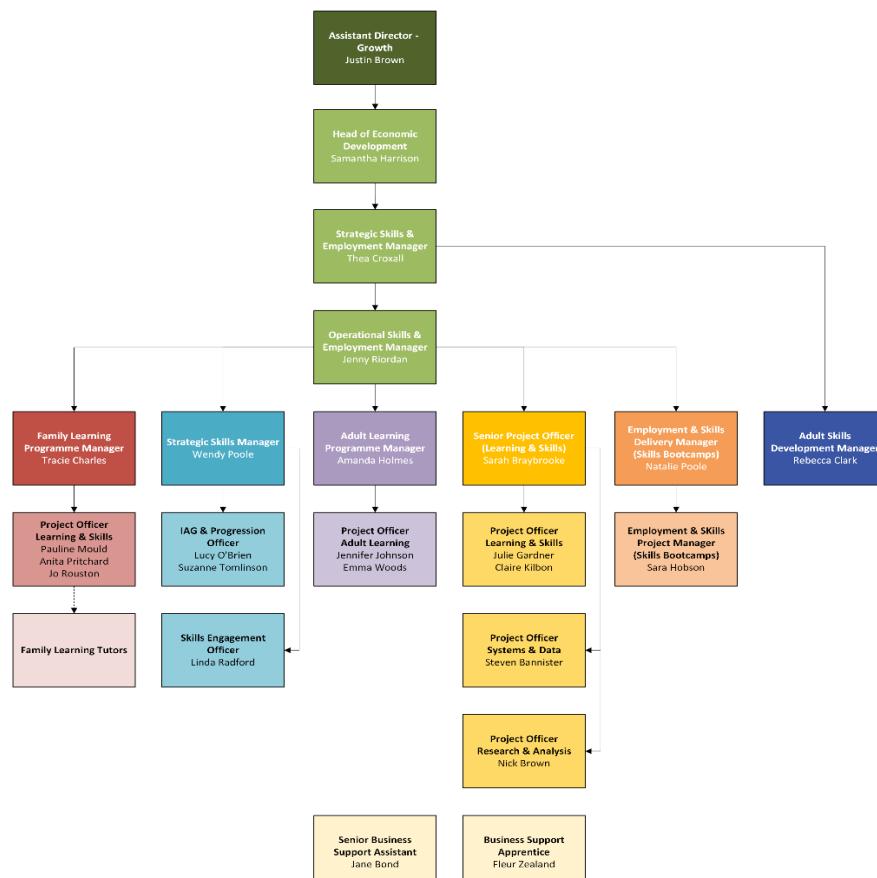 Assistant Director -
Growth
Justin Brown
Head of Economic
Development
Samantha Harrison
Strategic Skills &
Employment Manager
Thea Croxall
Operational Skills &
Employment Manager
Jenny Riordan
Family Learning
Programme Manager
Tracie Charles
Strategic Skills Manager
Wendy Poole
Adult Learning
Programme Manager
Amanda Holmes
Senior Project Officer
(Learning & Skills)
Sarah Braybrooke
Employment & Skills
Delivery Manager
(Skills Bootcamps)
Natalie Poole
Adult Skills
Development Manager
Rebecca Clark
Project Officer
Learning & Skills
Pauline Mould
Anita Pritchard
Jo Rouston
IAG & Progression
Officer
Lucy O'Brien
Suzanne Tomlinson
Project Officer
Adult Learning
Jennifer Johnson
Emma Woods
Project Officer
Learning & Skills
Julie Gardner
Claire Kilbon
Employment & SKills
Project Manager
(Skills Bootcamps)
Sara Hobson
Family Learning Tutors
Skills Engagement
Officer
Linda Radford
Project Officer
Systems & Data
Steven Bannister
Project Officer
Research & Analysis
Nick Brown
Senior Business
Support Assistant
Jane Bond
Business Support
Apprentice
Fleur Zealand